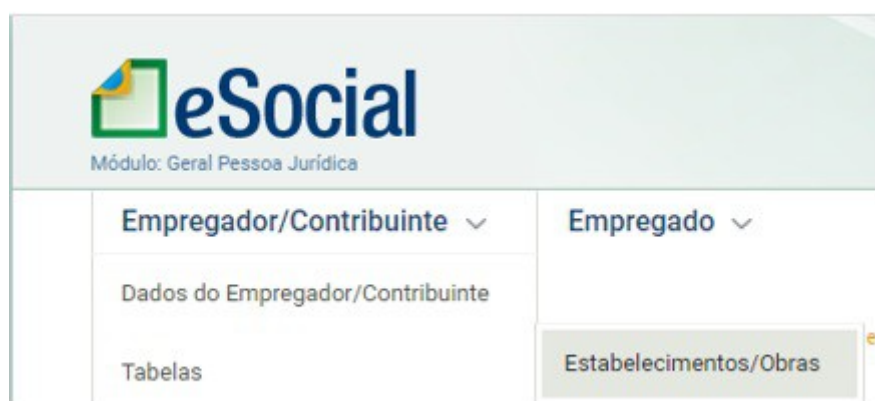 eSocial
Módulo: Geral Pessoa Jurídica
Empregador/Contribuinte
Empregado
Dados do Empregador/Contribuinte
Tabelas
Estabelecimentos/Obras